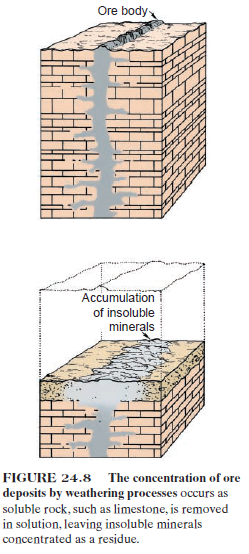 Ore body
Accumulation
of insoluble
minerals
FIGURE 24.8 The concentration of ore
deposits by weathering processes occurs as
soluble rock, such as limestone, is removed
in solution, leaving insoluble minerals
concentrated as a residue.